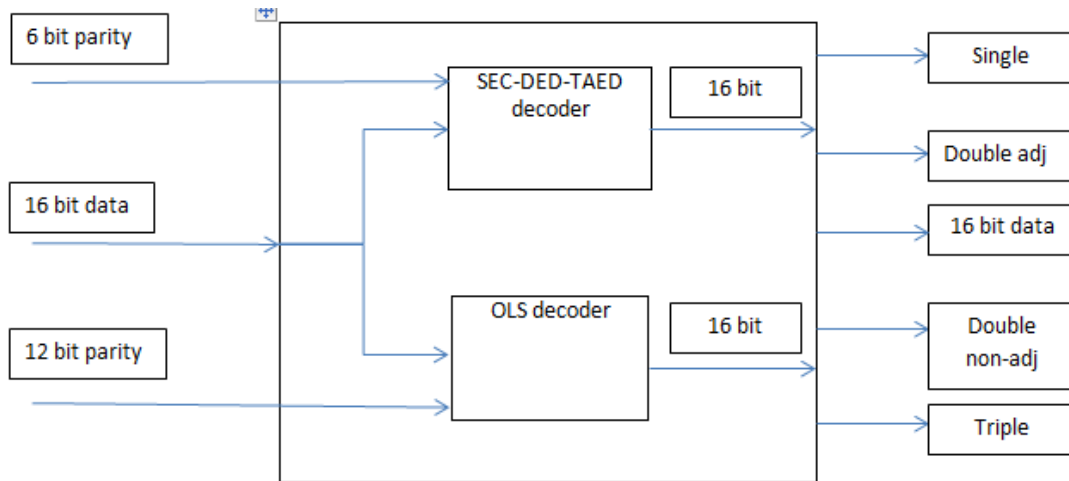 6 bit parity
SEC-DED-TAED
decoder
16 bit
Single
Double adj
16 bit data
16 bit data
OLS decoder
16 bit
12 bit parity
Double
non-adj
Triple